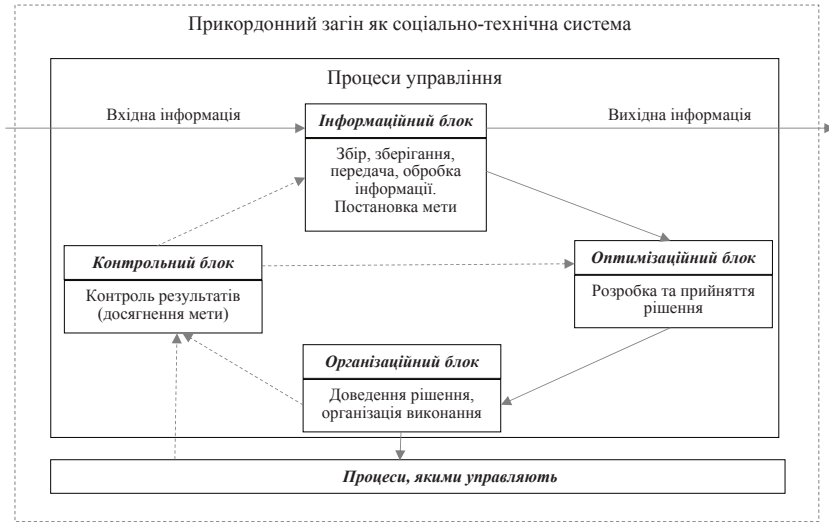 Прикордонний загін як соціально-технічна система
Процеси управління
Вхідна інформація
Інформаційний блок
Вихідна інформація
Збір, зберігання,
передача, обробка
інформації.
Постановка мети
Контрольний блок
Контроль результатів
(досягнення мети)
Оптимізаційний блок
Розробка та прийняття
рішення
Організаційний блок
Доведення рішення,
організація виконання
Процеси, якими управляють